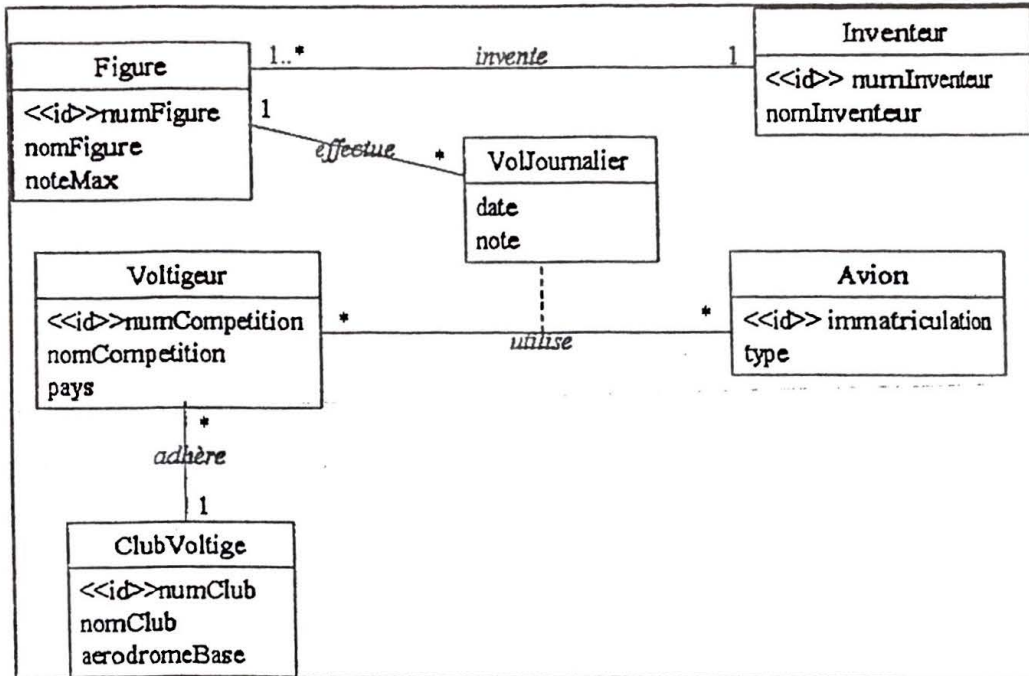 Figure
<<id>>numFigure
nomFigure
noteMax
1..*
invente
1
Inventeur
<<id>> numInventeur
nomInventeur
1
effectue
*
VolJournalier
date
note
Voltigeur
<<id>>numCompetition
nomCompetition
pays
*
utilise
*
Avion
<<id>> immatriculation
type
*
adhère
1
ClubVoltige
<<id>>numClub
nomClub
aerodromeBase